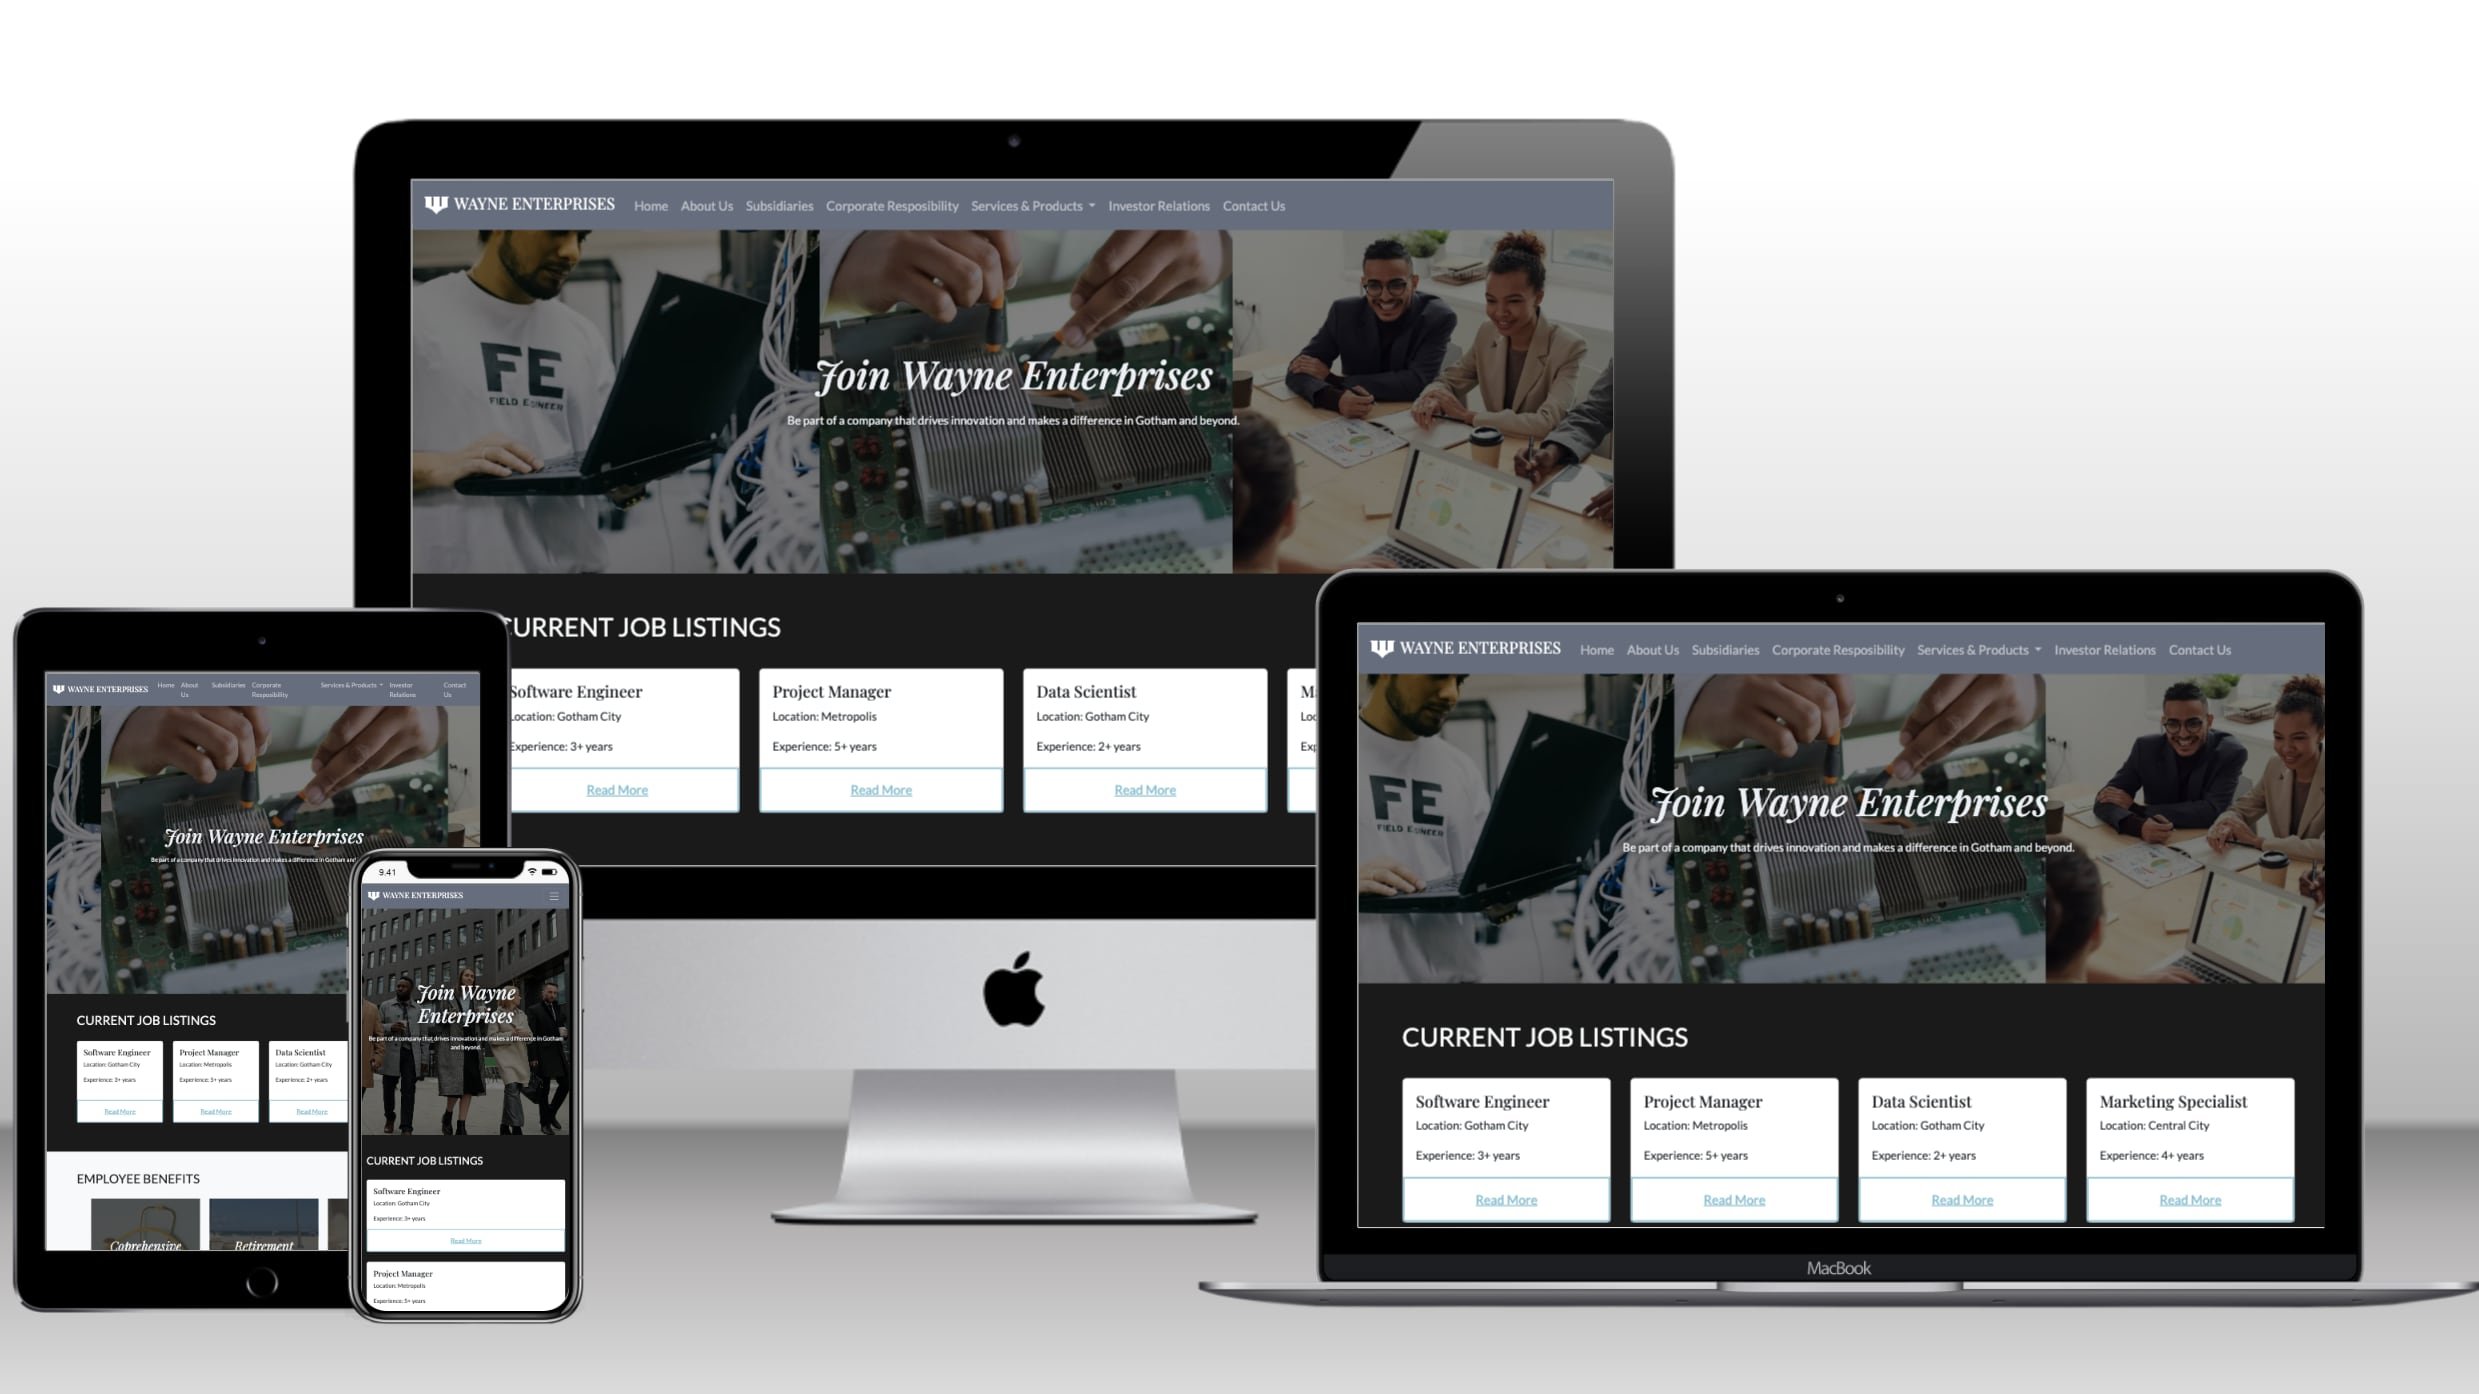 WAYNE ENTERPRISES Home About Us Subsidiaries Corporate Resposibility Services & Products Investor Relations Contact Us
FE
FIELD E
Join Wayne Enterprises
Be part of a company that drives innovation and makes a difference in Gotham and beyond.
CURRENT JOB LISTINGS
Software Engineer
Location: Gotham City
Experience: 3+ years
Read More
Project Manager
Location: Metropolis
Experience: 5+ years
Read More
Data Scientist
Location: Gotham City
Experience: 2+ years
Read More
M
Loc
Exp
WAYNE ENTERPRISES Home About Us Subsidiaries Corporate Resposibility Services & Products Investor Relations Contact Us
Join Wayne Enterprises
Be part of a company that drives innovation and makes a difference in Gotham and
CURRENT JOB LISTINGS
Software Engineer
Location: Gotham City
Experience: 3+ years
Read More
Project Manager
Location: Metropolis
Experience: 5+ years
Read More
Data Scientist
Location: Gotham City
Experience: 2+ years
Read More
EMPLOYEE BENEFITS
Coprehensive
Retirement
9.41
WAYNE ENTERPRISES
Join Wayne
Enterprises
Be part of a company that drives innovation and makes a difference in Gotham
and beyond.
CURRENT JOB LISTINGS
Software Engineer
Location: Gotham City
Experience: 3+ years
Read More
Project Manager
Location: Metropolis
Experience: 5+ years
WAYNE ENTERPRISES Home About Us Subsidiaries Corporate Resposibility Services & Products Investor Relations Contact Us
FE
FIELD E
Join Wayne Enterprises
Be part of a company that drives innovation and makes a difference in Gotham and beyond.
CURRENT JOB LISTINGS
Software Engineer
Location: Gotham City
Experience: 3+ years
Read More
Project Manager
Location: Metropolis
Experience: 5+ years
Read More
Data Scientist
Location: Gotham City
Experience: 2+ years
Read More
Marketing Specialist
Location: Central City
Experience: 4+ years
Read More
MacBook